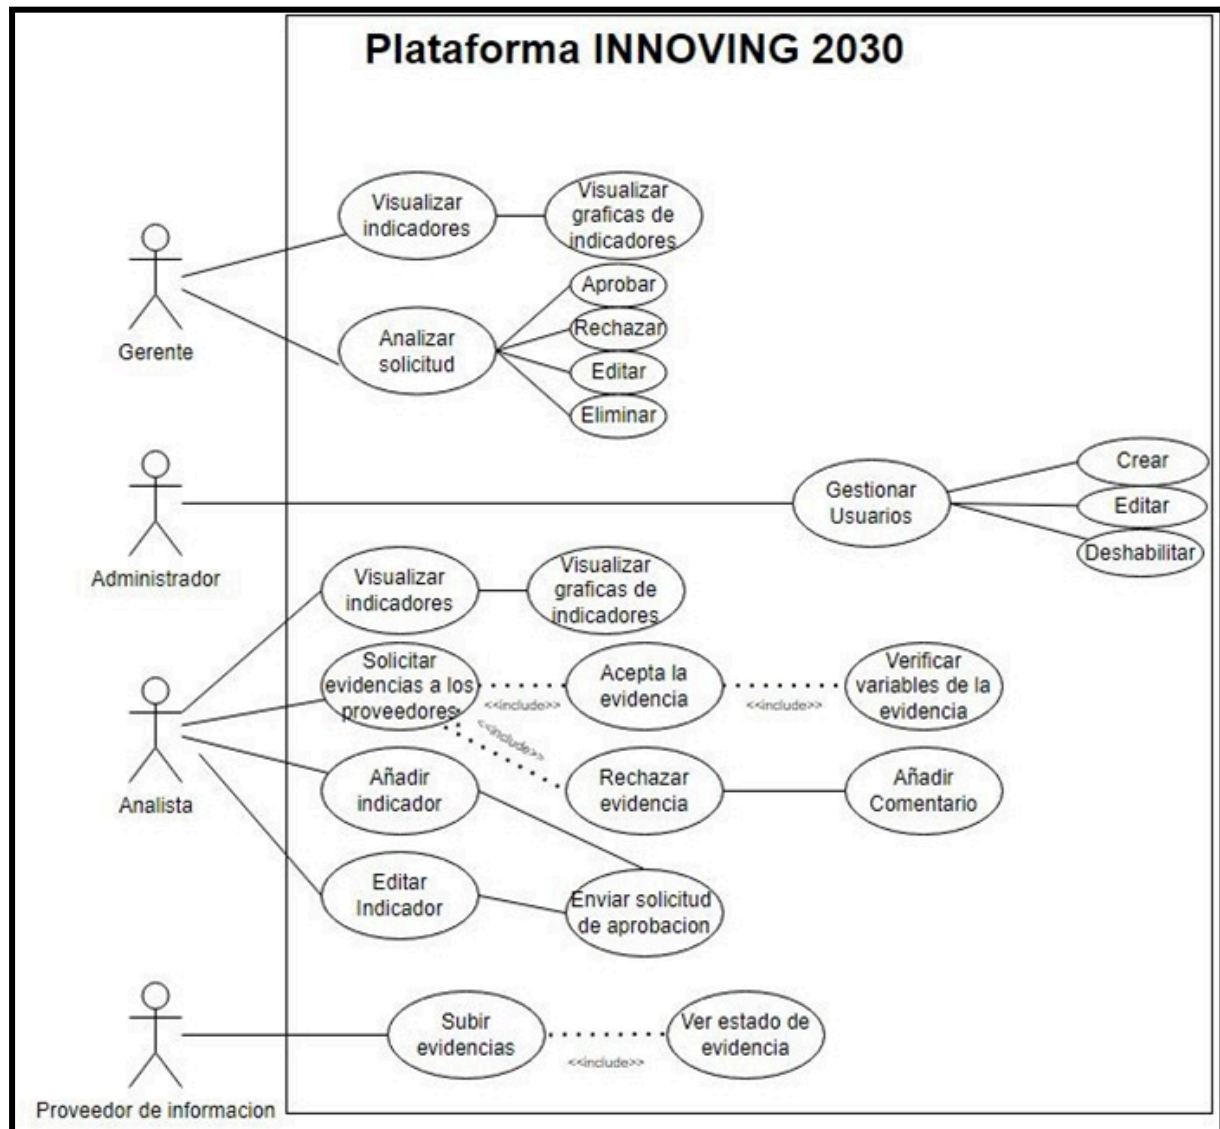 Plataforma INNOVING 2030
Visualizar
indicadores
Visualizar
graficas de
indicadores
Gerente
Analizar
solicitud
Aprobar
Rechazar
Editar
Eliminar
Administrador
Gestionar
Usuarios
Crear
Editar
Deshabilitar
Visualizar
indicadores
Visualizar
graficas de
indicadores
Analista
Solicitar
evidencias a los
proveedores
<<include>>
Acepta la
evidencia
<<include>>
Verificar
variables de la
evidencia
<<include>>
Rechazar
evidencia
Añadir
Comentario
Añadir
indicador
Editar
Indicador
Enviar solicitud
de aprobacion
Proveedor de informacion
Subir
evidencias
<<include>>
Ver estado de
evidencia